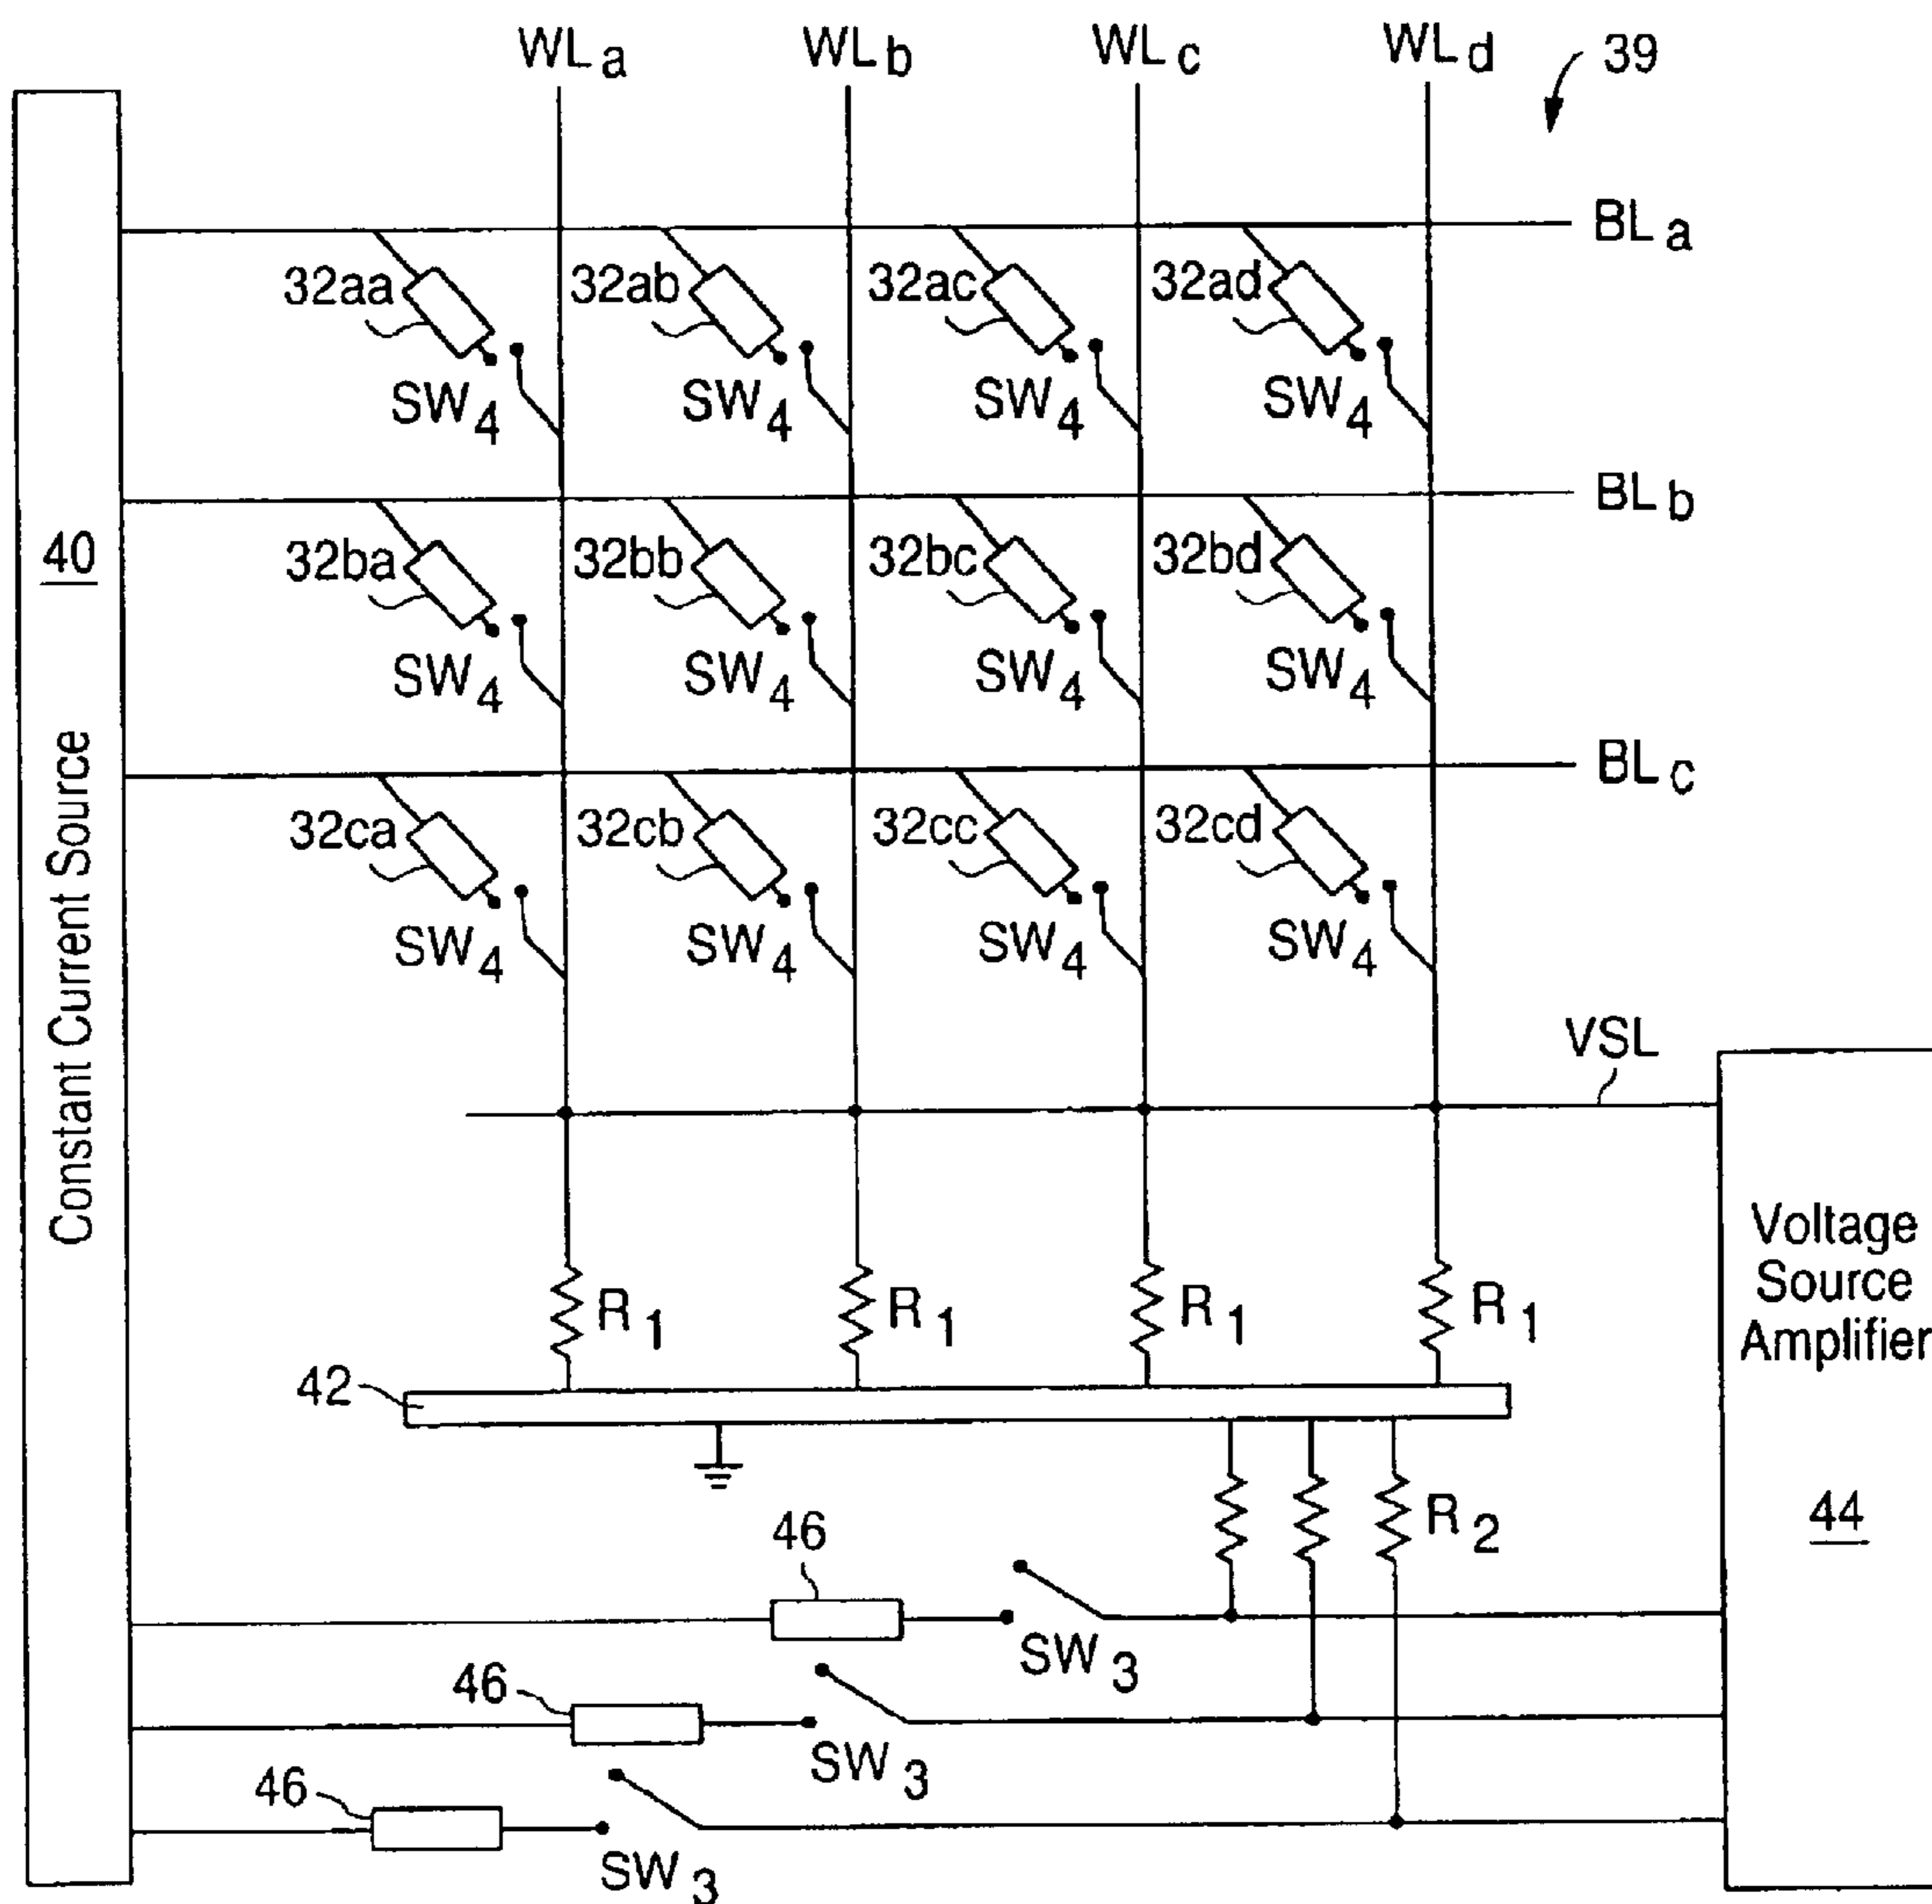 WLa WLb WLc WLd 39
BLa
32aa 32ab 32ac 32ad
SW4 SW4 SW4 SW4
BLb
40
32ba 32bb 32bc 32bd
SW4 SW4 SW4 SW4
BLc
Constant Current Source
32ca 32cb 32cc 32cd
SW4 SW4 SW4 SW4
VSL
Voltage
Source
Amplifier
R1 R1 R1 R1
42
R2
44
46
SW3
46
SW3
46
SW3